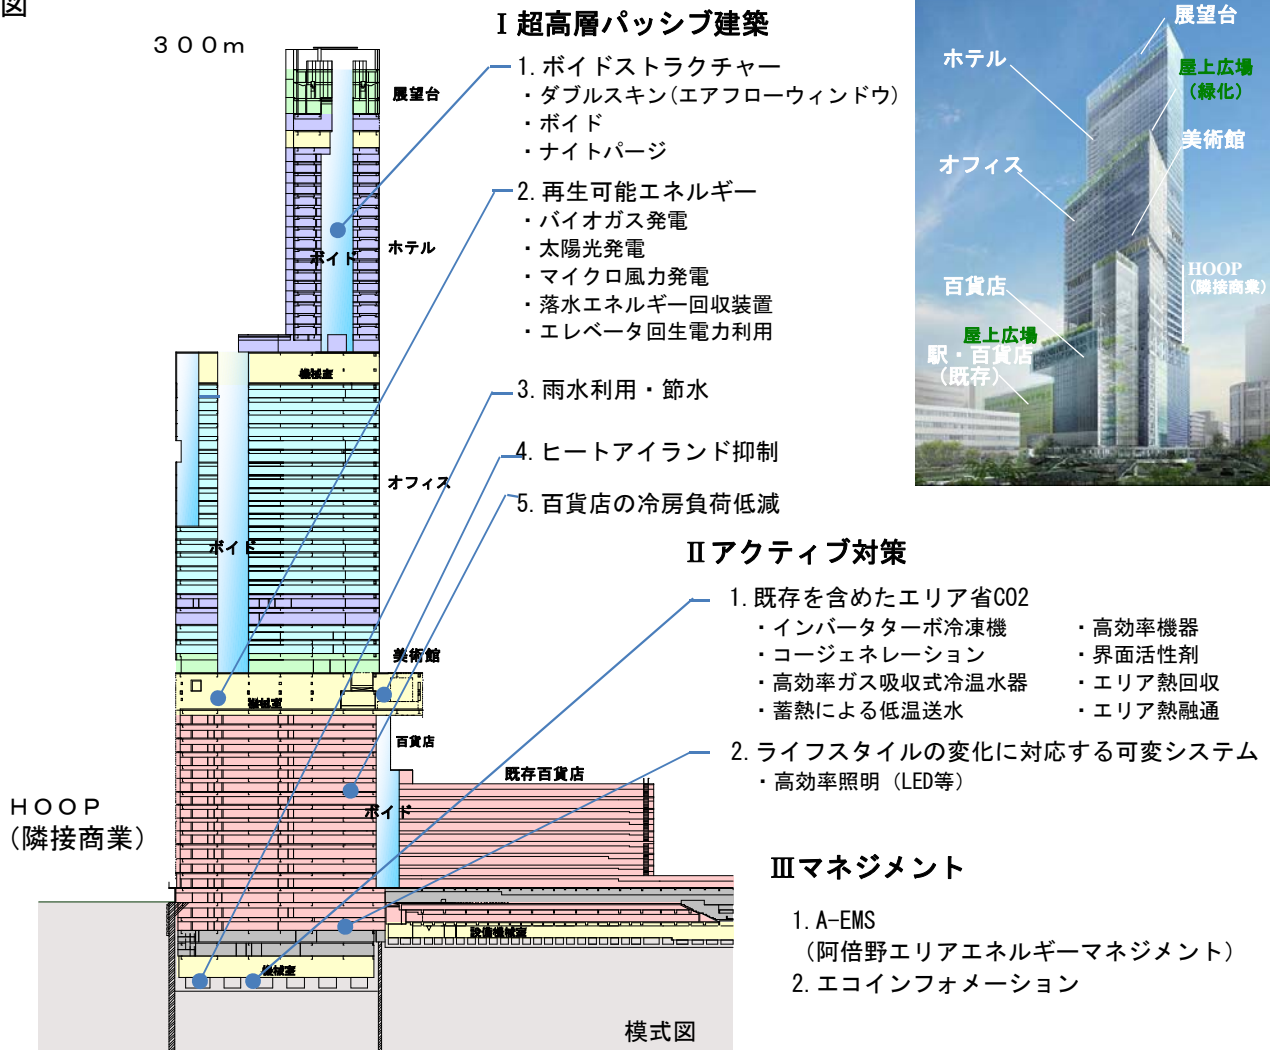 図
300m
展望台
ボイド
ホテル
機械室
オフィス
ボイド
美術館
機械室
百貨店
既存百貨店
ボイド
HOOP
（隣接商業）
設備機械室
機械室
模式図
Ⅰ超高層パッシブ建築
1. ボイドストラクチャー
・ダブルスキン(エアフローウィンドウ)
・ボイド
・ナイトパージ
2. 再生可能エネルギー
・バイオガス発電
・太陽光発電
・マイクロ風力発電
・落水エネルギー回収装置
・エレベータ回生電力利用
3. 雨水利用・節水
4. ヒートアイランド抑制
5. 百貨店の冷房負荷低減
展望台
ホテル
屋上広場
（緑化）
美術館
オフィス
HOOP
（隣接商業）
百貨店
屋上広場
駅・百貨店
（既存）
Ⅱアクティブ対策
1. 既存を含めたエリア省CO2
・インバータターボ冷凍機
・コージェネレーション
・高効率ガス吸収式冷温水器
・蓄熱による低温送水
・高効率機器
・界面活性剤
・エリア熱回収
・エリア熱融通
2. ライフスタイルの変化に対応する可変システム
・高効率照明（LED等）
Ⅲマネジメント
1. A-EMS
（阿倍野エリアエネルギーマネジメント）
2. エコインフォメーション